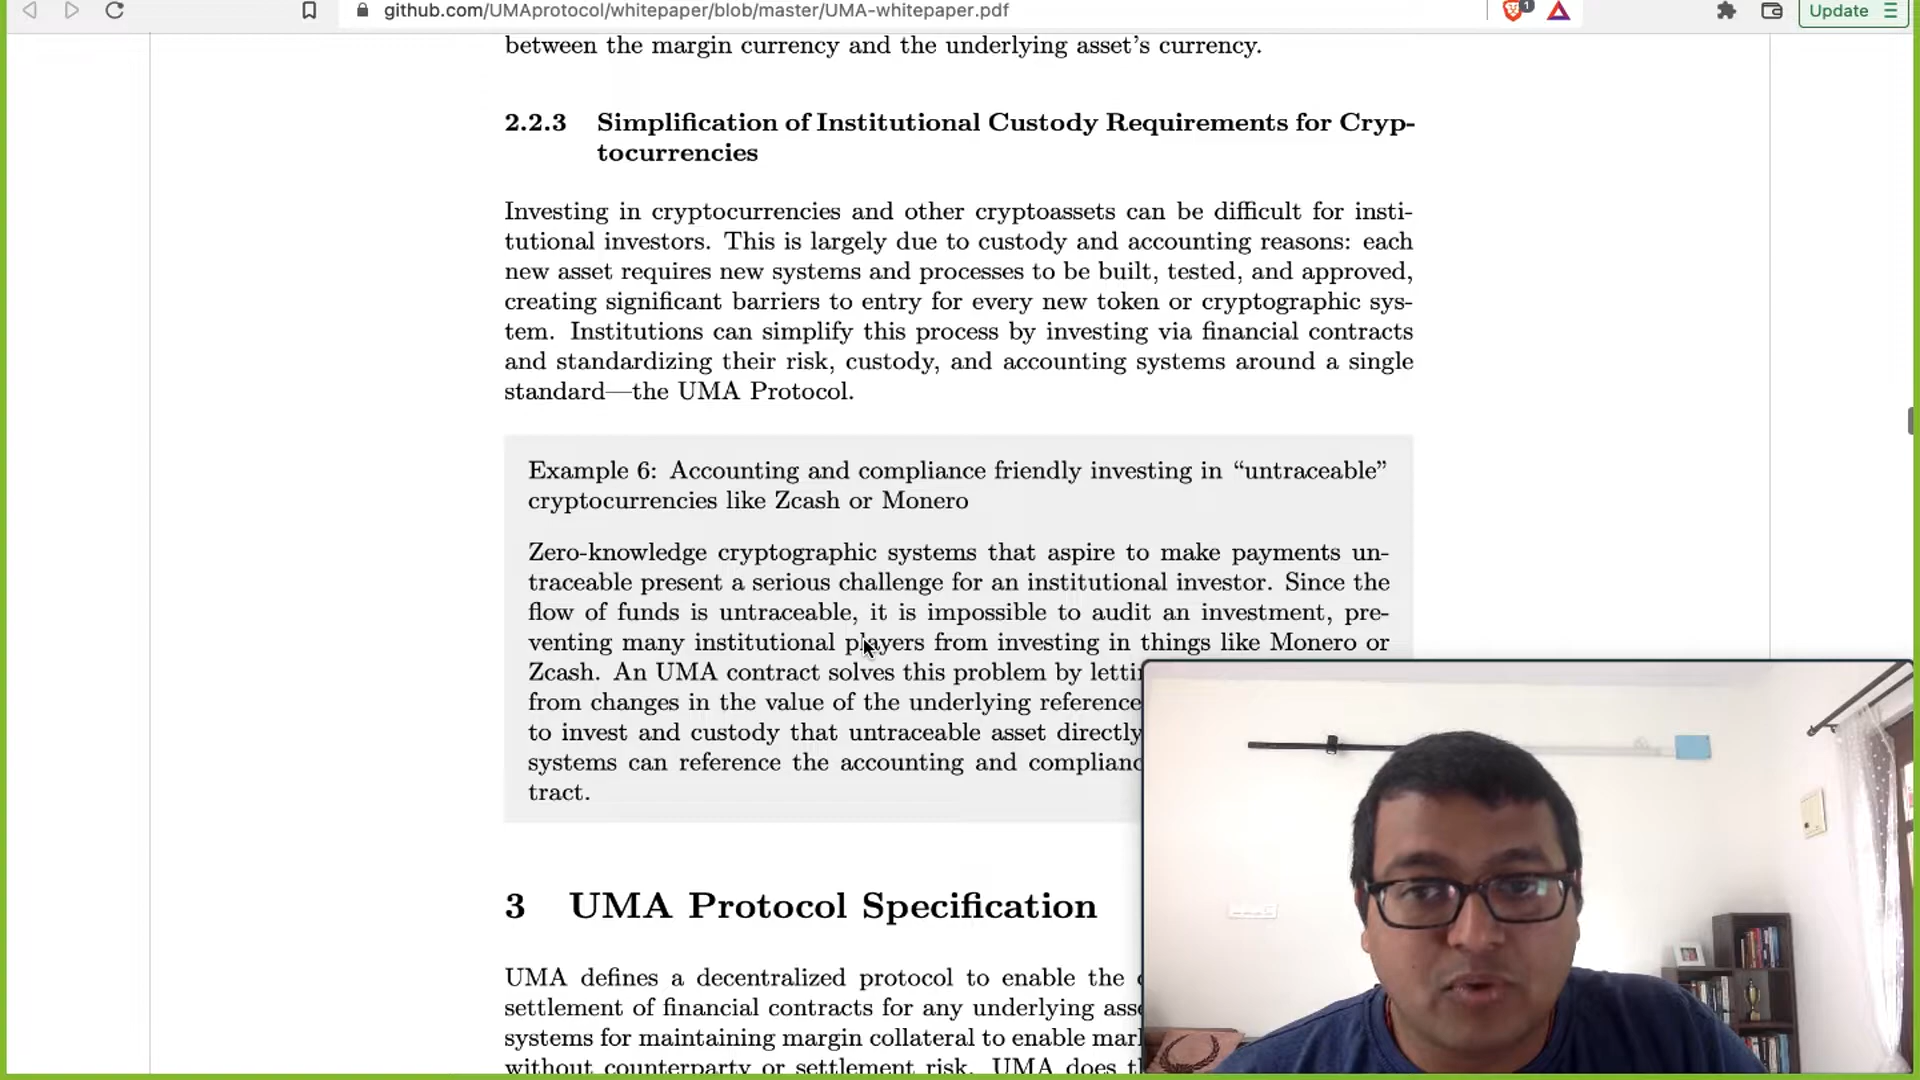 github.com/UMAprotocol/whitepaper/blob/master/UMA-whitepaper.pdf
1
Update
between the margin currency and the underlying asset's currency.
2.2.3 Simplification of Institutional Custody Requirements for Cryp-
tocurrencies
Investing in cryptocurrencies and other cryptoassets can be difficult for insti-
tutional investors. This is largely due to custody and accounting reasons: each
new asset requires new systems and processes to be built, tested, and approved,
creating significant barriers to entry for every new token or cryptographic sys-
tem. Institutions can simplify this process by investing via financial contracts
and standardizing their risk, custody, and accounting systems around a single
standard—the UMA Protocol.
Example 6: Accounting and compliance friendly investing in “untraceable”
cryptocurrencies like Zcash or Monero
Zero-knowledge cryptographic systems that aspire to make payments un-
traceable present a serious challenge for an institutional investor. Since the
flow of funds is untraceable, it is impossible to audit an investment, pre-
venting many institutional players from investing in things like Monero or
Zcash. An UMA contract solves this problem by
from changes in the value of the underlying reference
to invest and custody that untraceable asset directly
systems can reference the accounting and
tract.
3 UMA Protocol Specification
UMA defines a decentralized protocol to enable the
settlement of financial contracts for any underlying
systems for maintaining margin collateral to enable
without counterparty or settlement risk. UMA does